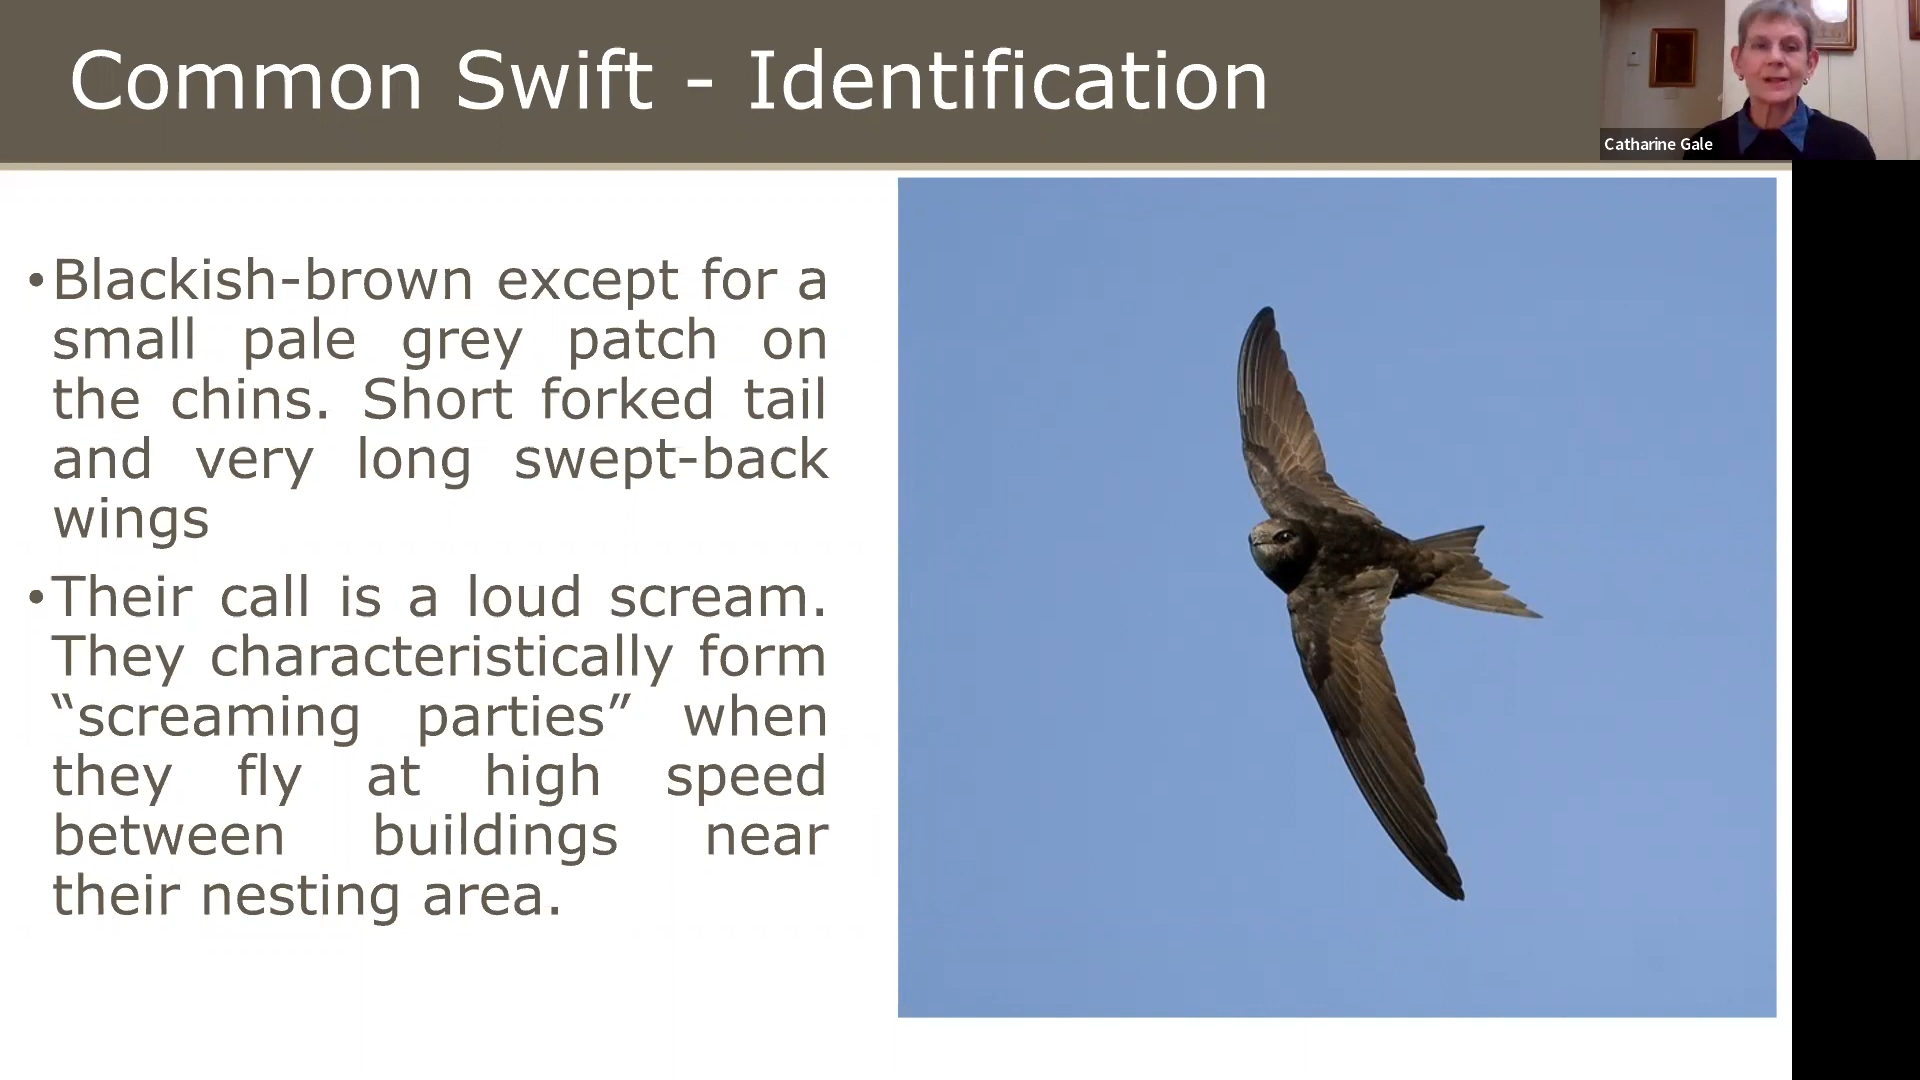 Common Swift - Identification
Catharine Gale
•Blackish-brown except for a
small pale grey patch on
the chins. Short forked tail
and very long swept-back
wings
•Their call is a loud scream.
They characteristically form
“screaming parties” when
they fly at high speed
between buildings near
their nesting area.